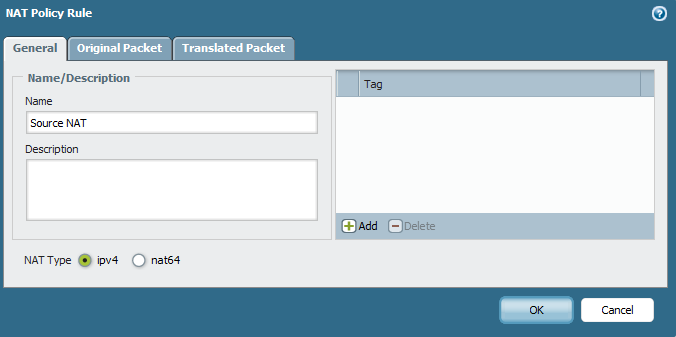 NAT Policy Rule
?
General
Original Packet
Translated Packet
Name/Description
Name
Source NAT
Description
Tag
Add
Delete
NAT Type ipv4 nat64
OK
Cancel